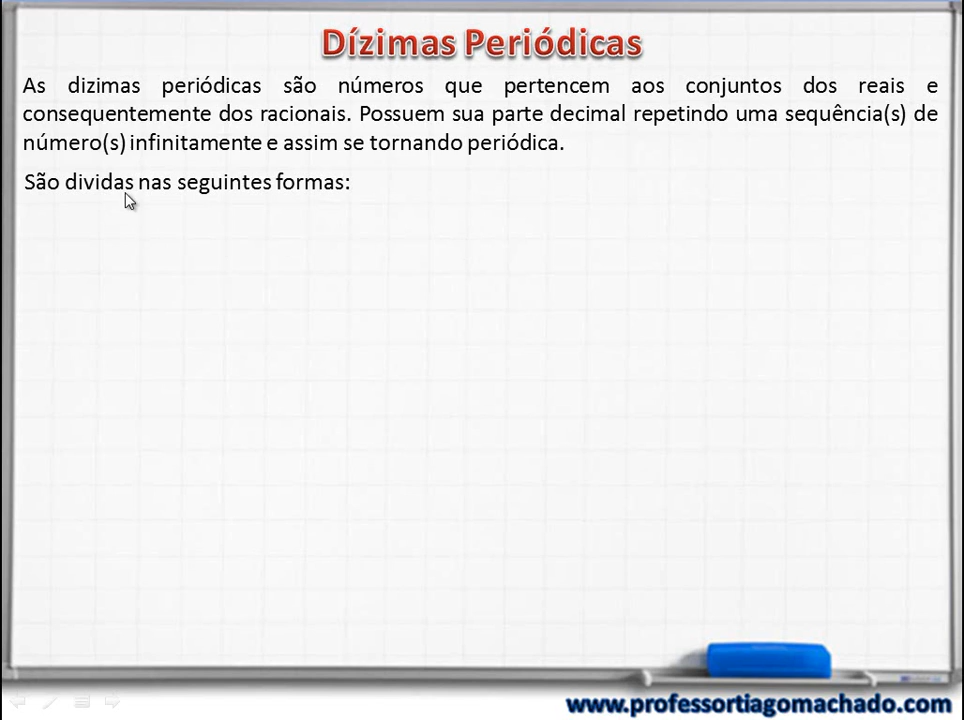 Dízimas Periódicas
As dizimas periódicas são números que pertencem aos conjuntos dos reais e
consequentemente dos racionais. Possuem sua parte decimal repetindo uma sequência(s) de
número(s) infinitamente e assim se tornando periódica.
São dividas nas seguintes formas:
www.professortiagomachado.com